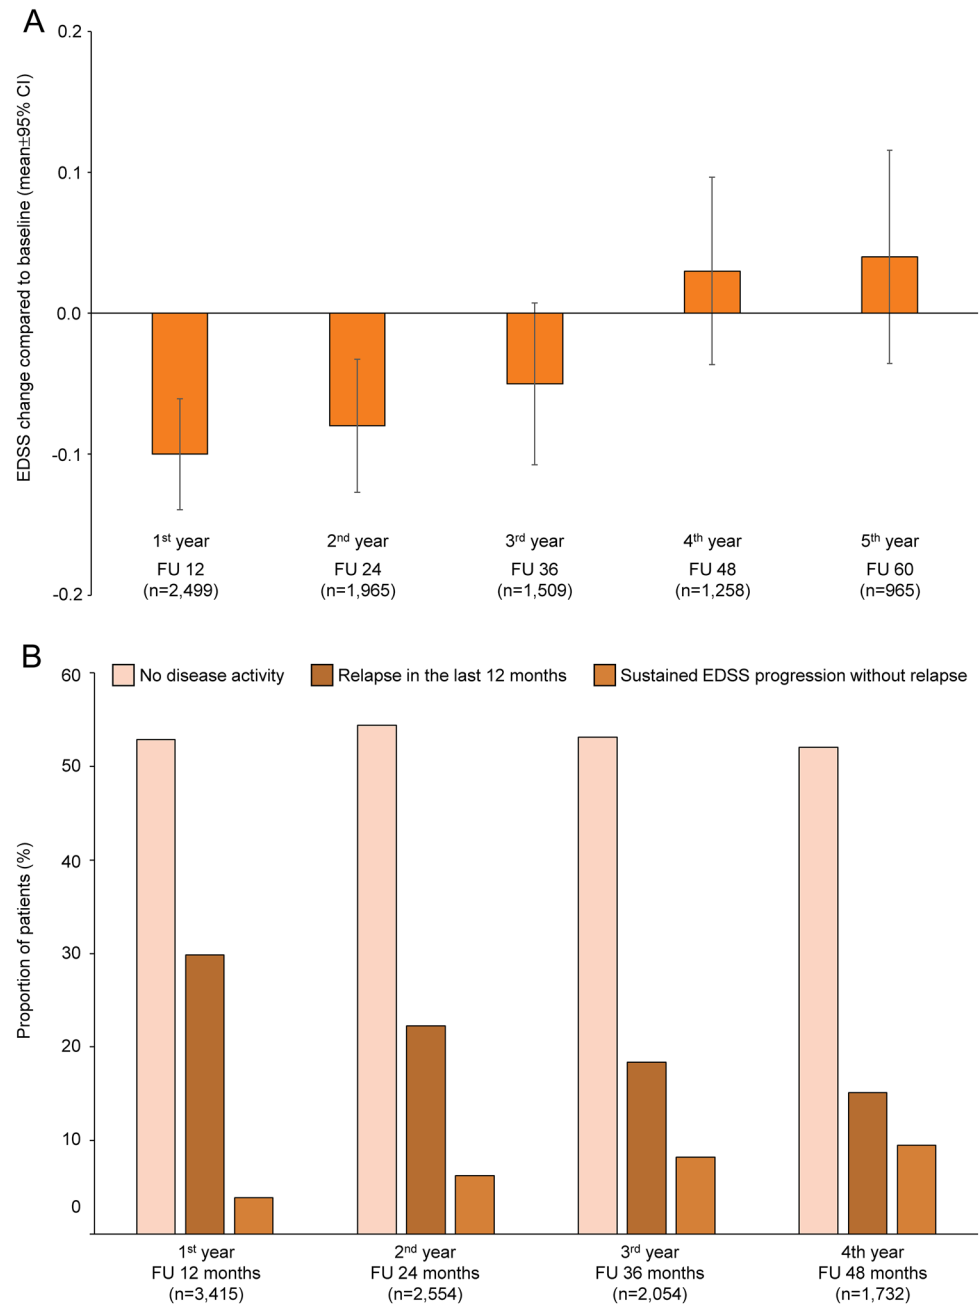 A
EDSS change compared to baseline (mean±95% CI)
0.2
0.1
0.0
-0.1
-0.2
1st year
FU 12
(n=2,499)
2nd year
FU 24
(n=1,965)
3rd year
FU 36
(n=1,509)
4th year
FU 48
(n=1,258)
5th year
FU 60
(n=965)
B
Proportion of patients (%)
60
50
40
30
20
10
0
No disease activity
Relapse in the last 12 months
Sustained EDSS progression without relapse
1st year
FU 12 months
(n=3,415)
2nd year
FU 24 months
(n=2,554)
3rd year
FU 36 months
(n=2,054)
4th year
FU 48 months
(n=1,732)